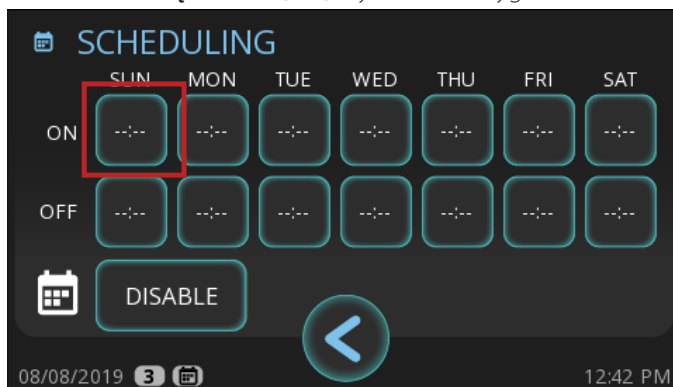 SCHEDULING
SUN MON TUE WED THU FRI SAT
ON --:-- --:-- --:-- --:-- --:-- --:-- --:--
OFF --:-- --:-- --:-- --:-- --:-- --:-- --:--
DISABLE
08/08/2019 3 12:42 PM